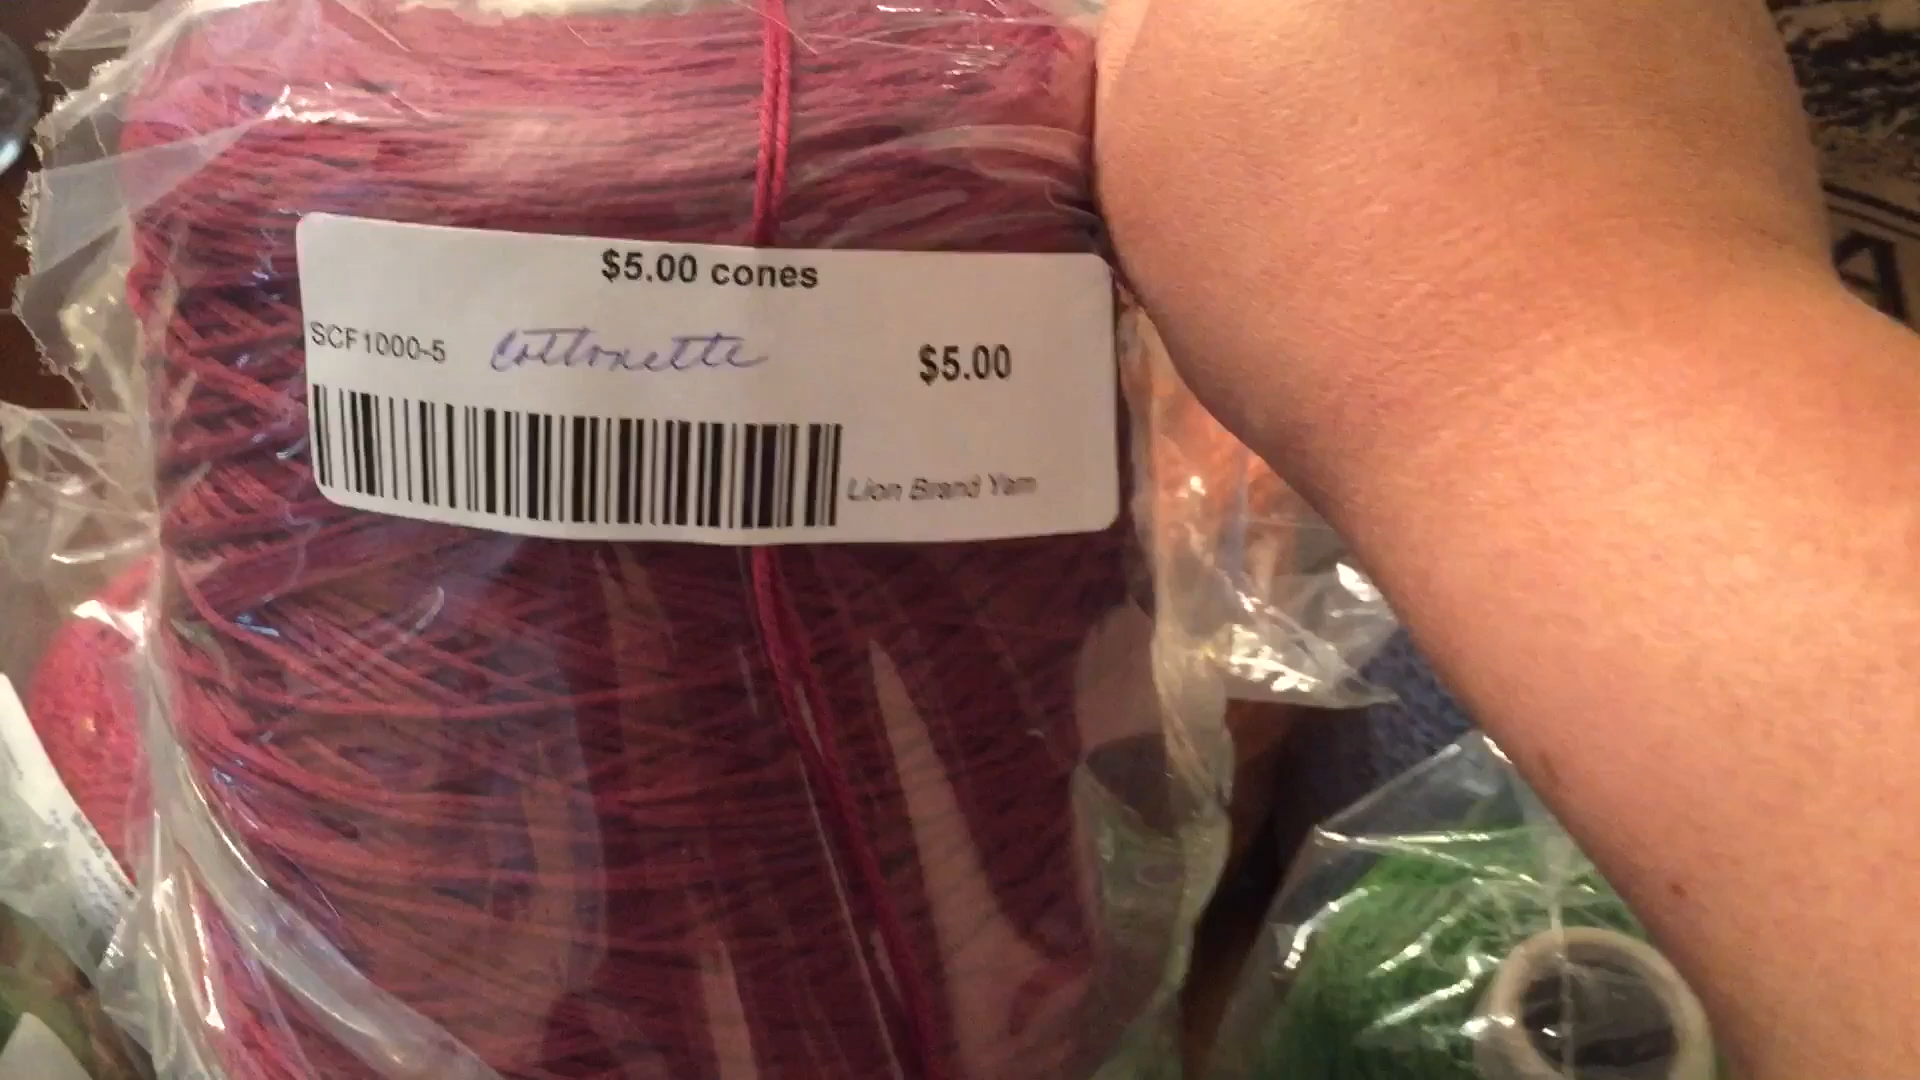 $5.00 cones
SCF1000-5 Cottonette $5.00
Lion Brand Yarn
A